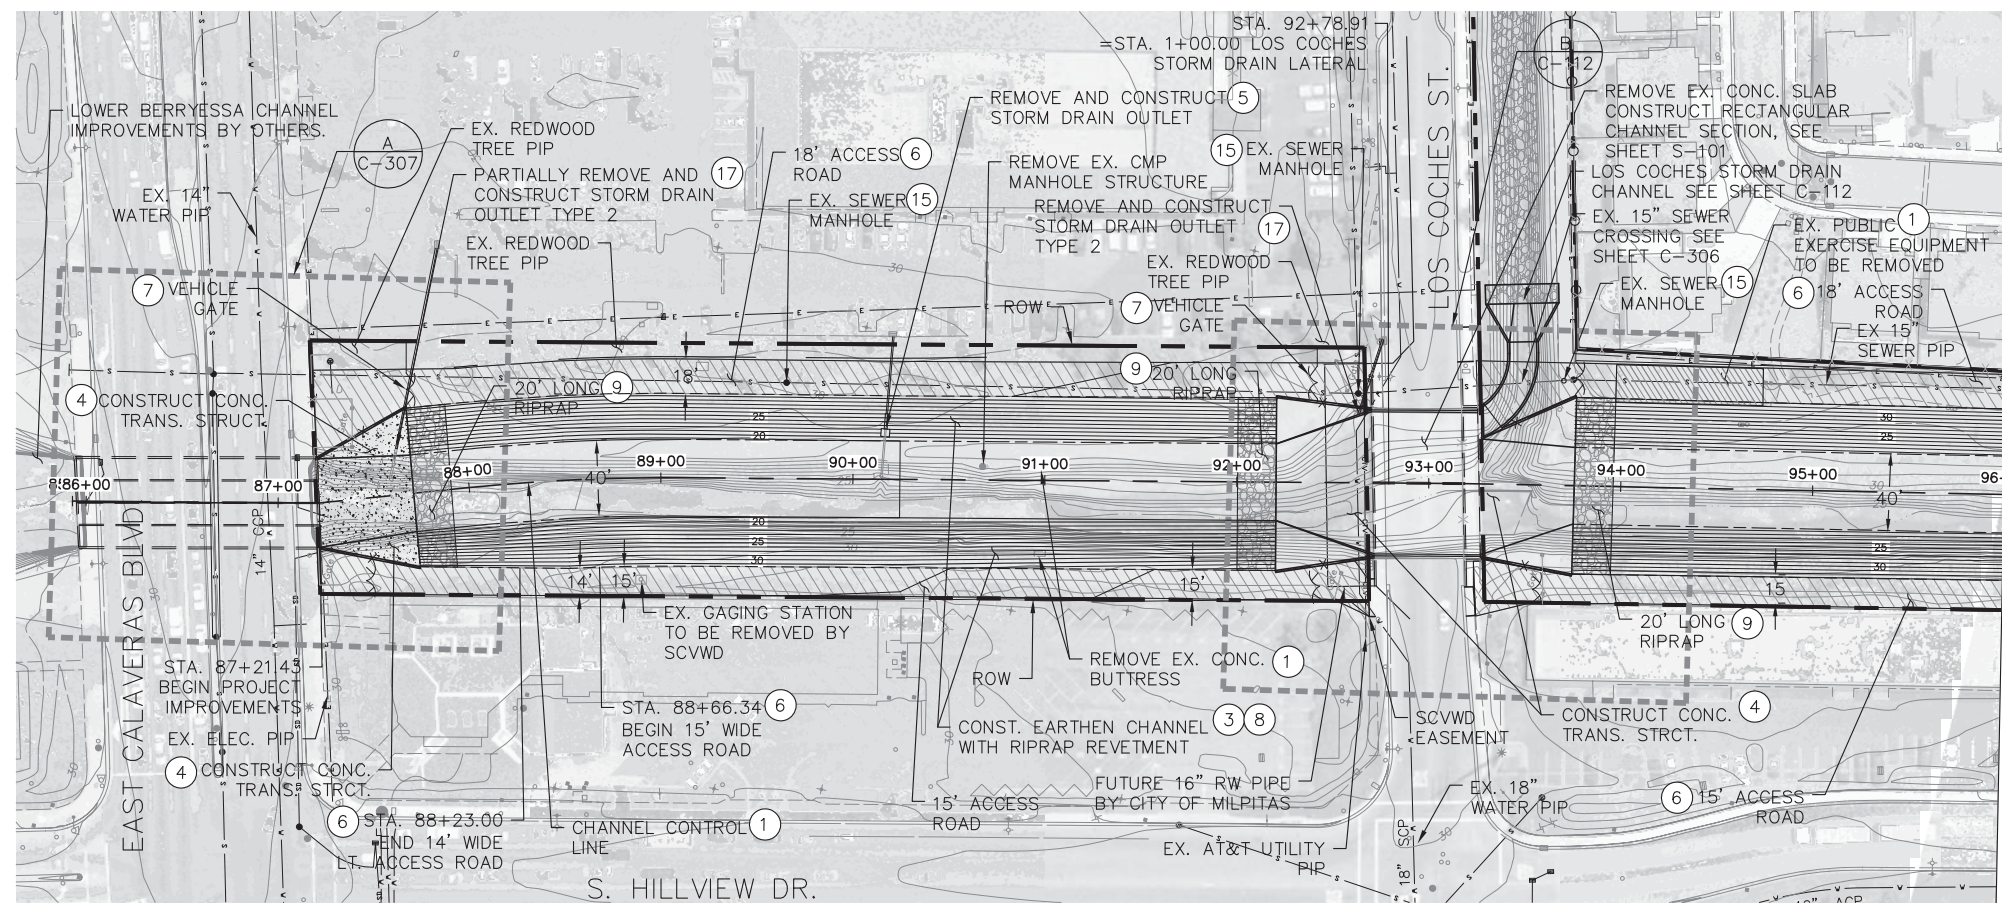 STA. 92+78.91
=STA. 1+00.00 LOS COCHES
STORM DRAIN LATERAL
B
C-112
LOWER BERRYESSA CHANNEL
IMPROVEMENTS BY OTHERS.
A
C-307
EX. REDWOOD
TREE PIP
PARTIALLY REMOVE AND
CONSTRUCT STORM DRAIN
OUTLET TYPE 2
17
EX. 14"
WATER PIP
EX. REDWOOD
TREE PIP
7
VEHICLE
GATE
18' ACCESS
ROAD
6
EX. SEWER
MANHOLE
15
REMOVE AND CONSTRUCT
STORM DRAIN OUTLET
5
REMOVE EX. CMP
MANHOLE STRUCTURE
15
EX. SEWER
MANHOLE
REMOVE AND CONSTRUCT
STORM DRAIN OUTLET
TYPE 2
17
EX. REDWOOD
TREE PIP
ROW
7
VEHICLE
GATE
LOS COCHES ST.
REMOVE EX. CONC. SLAB
CONSTRUCT RECTANGULAR
CHANNEL SECTION, SEE
SHEET S-101
LOS COCHES STORM DRAIN
CHANNEL SEE SHEET C-112
EX. 15" SEWER
CROSSING SEE
SHEET C-306
EX. SEWER
MANHOLE
15
EX. PUBLIC
EXERCISE EQUIPMENT
TO BE REMOVED
1
6
18' ACCESS
ROAD
EX 15"
SEWER PIP
4
CONSTRUCT CONC.
TRANS. STRUCT.
20' LONG
RIPRAP
9
18'
9
20' LONG
RIPRAP
25
20
30
25
86+00
87+00
88+00
89+00
90+00
91+00
92+00
93+00
94+00
95+00
96+
40'
40'
20
25
30
25
30
14'
15'
15'
15
14" CCP
EAST CALAVERAS BLVD
EX. GAGING STATION
TO BE REMOVED BY
SCVWD
20' LONG
RIPRAP
9
STA. 87+21.43
BEGIN PROJECT
IMPROVEMENTS
EX. ELEC. PIP
4
CONSTRUCT CONC.
TRANS. STRCT.
REMOVE EX. CONC.
BUTTRESS
1
ROW
STA. 88+66.34
BEGIN 15' WIDE
ACCESS ROAD
6
CONST. EARTHEN CHANNEL
WITH RIPRAP REVETMENT
3
8
SCVWD
EASEMENT
CONSTRUCT CONC.
TRANS. STRCT.
4
6
STA. 88+23.00
END 14' WIDE
LT. ACCESS ROAD
CHANNEL CONTROL
LINE
1
15' ACCESS
ROAD
FUTURE 16" RW PIPE
BY CITY OF MILPITAS
EX. 18"
WATER PIP
6
15' ACCESS
ROAD
EX. AT&T UTILITY
PIP
18" SCP
S. HILLVIEW DR.